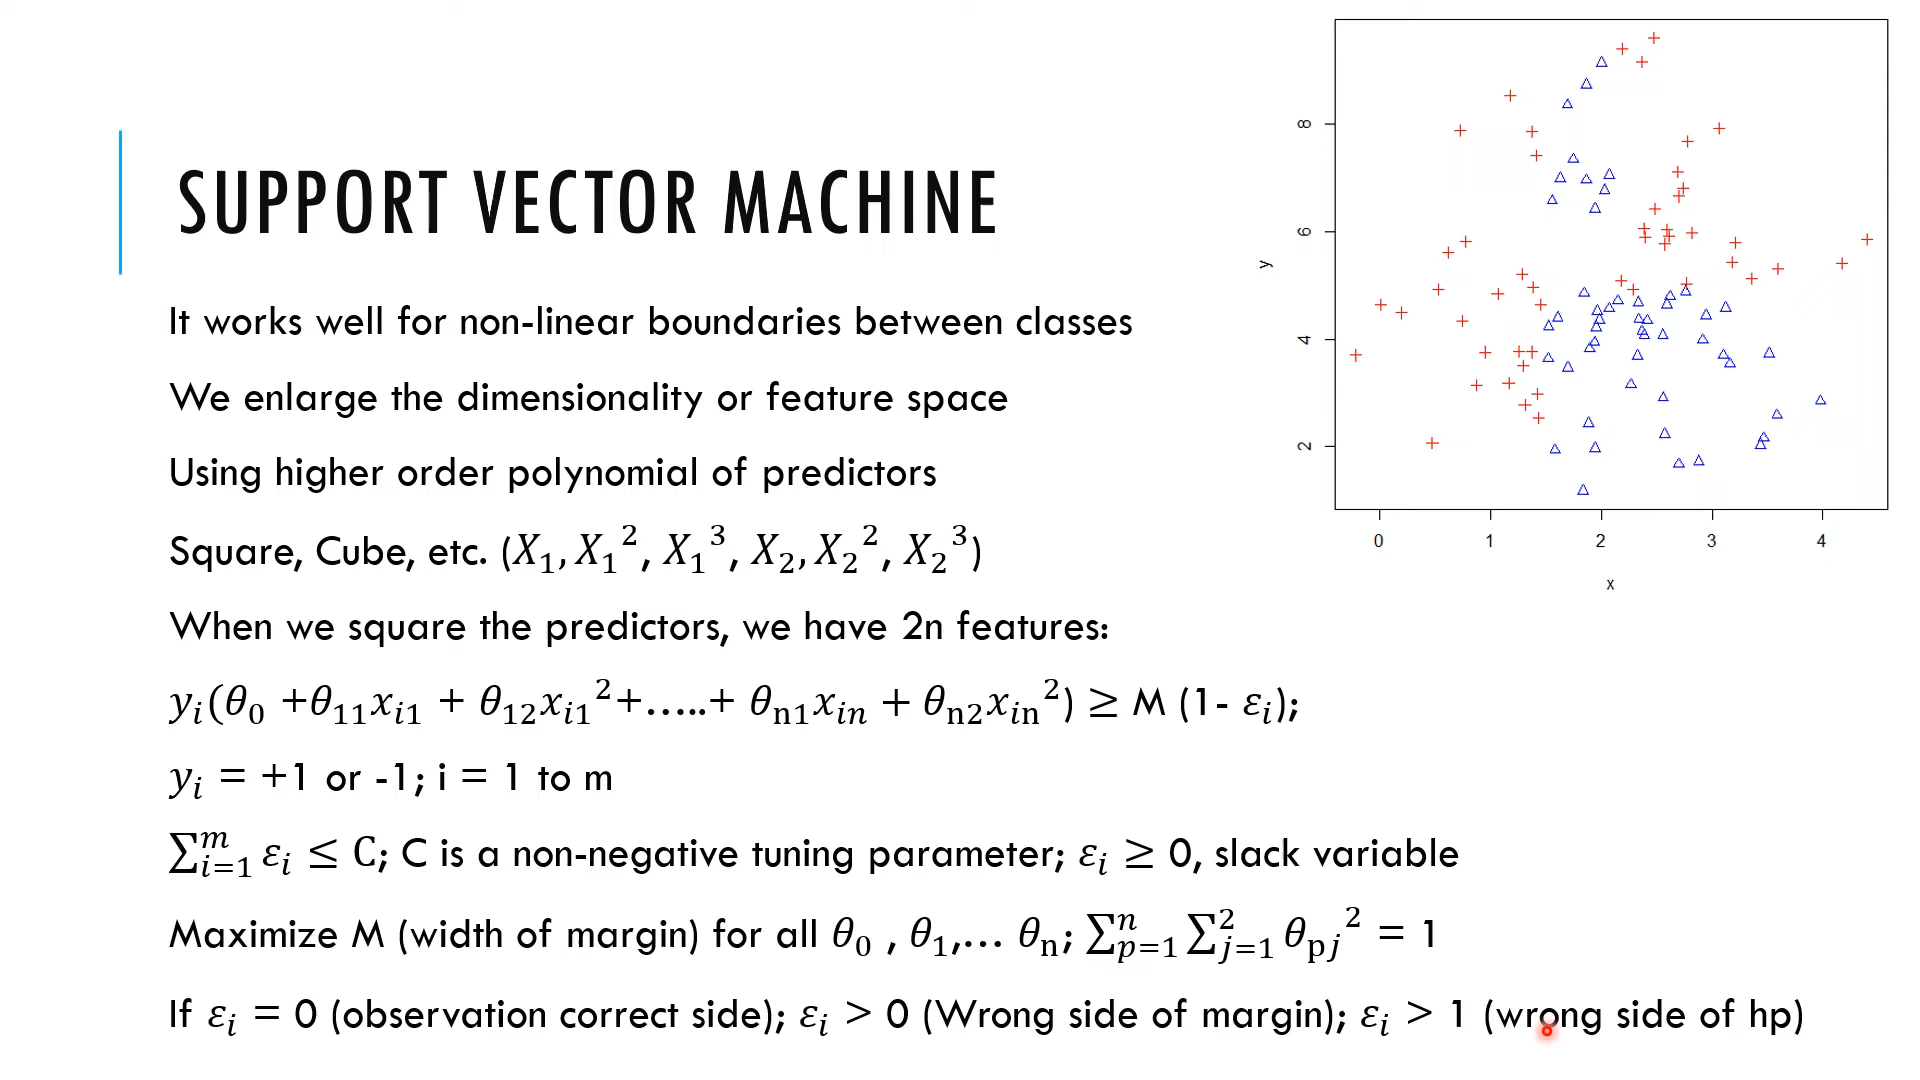 SUPPORT VECTOR MACHINE
It works well for non-linear boundaries between classes
We enlarge the dimensionality or feature space
Using higher order polynomial of predictors
Square, Cube, etc. (𝑋₁, 𝑋₁², 𝑋₁³, 𝑋₂, 𝑋₂², 𝑋₂³)
When we square the predictors, we have 2n features:
𝑦ᵢ(𝜃₀ +𝜃₁₁𝑥ᵢ₁ + 𝜃₁₂𝑥ᵢ₁²+…..+ 𝜃ₙ₁𝑥ᵢₙ + 𝜃ₙ₂𝑥ᵢₙ²) ≥ M (1- 𝜀ᵢ);
𝑦ᵢ = +1 or -1; i = 1 to m
∑ᵢ₌₁ᵐ 𝜀ᵢ ≤ C; C is a non-negative tuning parameter; 𝜀ᵢ ≥ 0, slack variable
Maximize M (width of margin) for all 𝜃₀ , 𝜃₁,… 𝜃ₙ; ∑ₚ₌₁ⁿ ∑ⱼ₌₁² 𝜃ₚⱼ² = 1
If 𝜀ᵢ = 0 (observation correct side); 𝜀ᵢ > 0 (Wrong side of margin); 𝜀ᵢ > 1 (wrong side of hp)
8
6
4
2
y
0 1 2 3 4
x